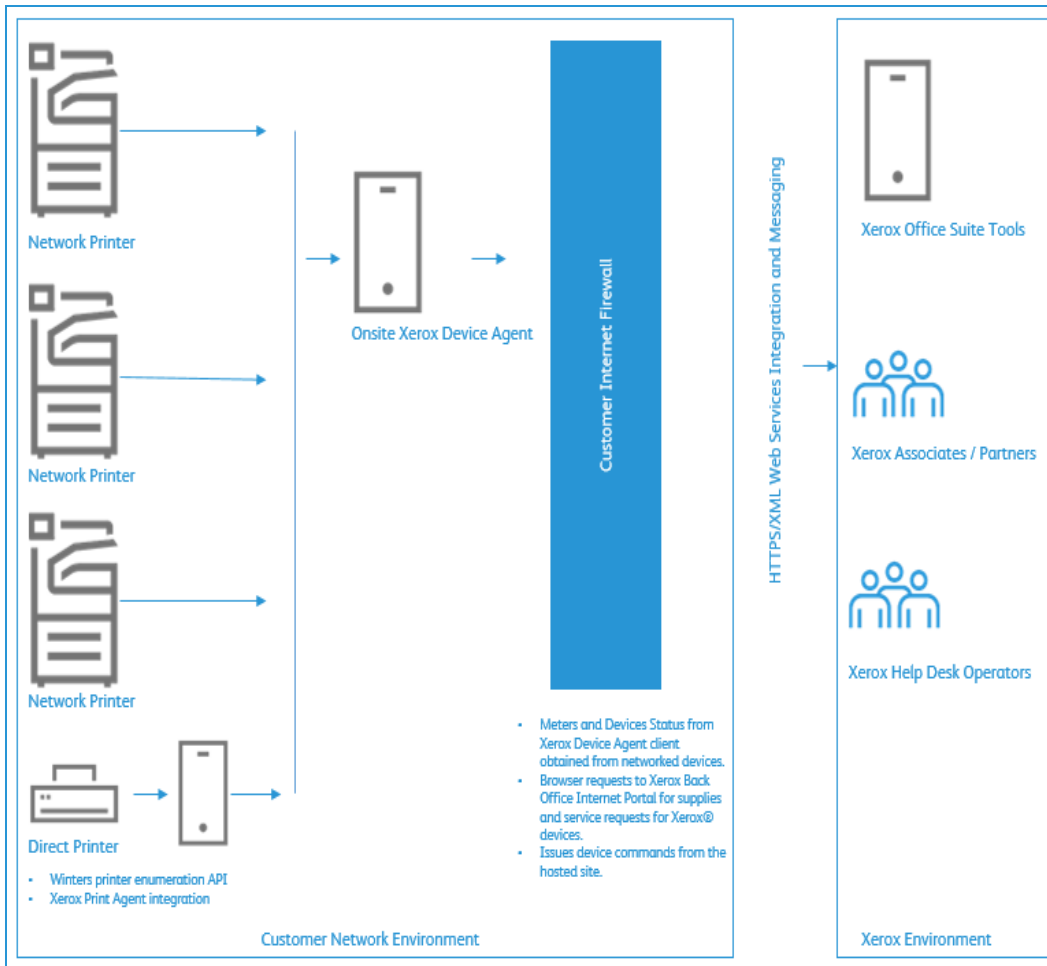 Network Printer
Network Printer
Network Printer
Direct Printer
• Winters printer enumeration API
• Xerox Print Agent integration
Onsite Xerox Device Agent
Customer Internet Firewall
• Meters and Devices Status from
Xerox Device Agent client
obtained from networked devices.
• Browser requests to Xerox Back
Office Internet Portal for supplies
and service requests for Xerox®
devices.
• Issues device commands from the
hosted site.
Customer Network Environment
HTTPS/XML Web Services Integration and Messaging
Xerox Office Suite Tools
Xerox Associates / Partners
Xerox Help Desk Operators
Xerox Environment